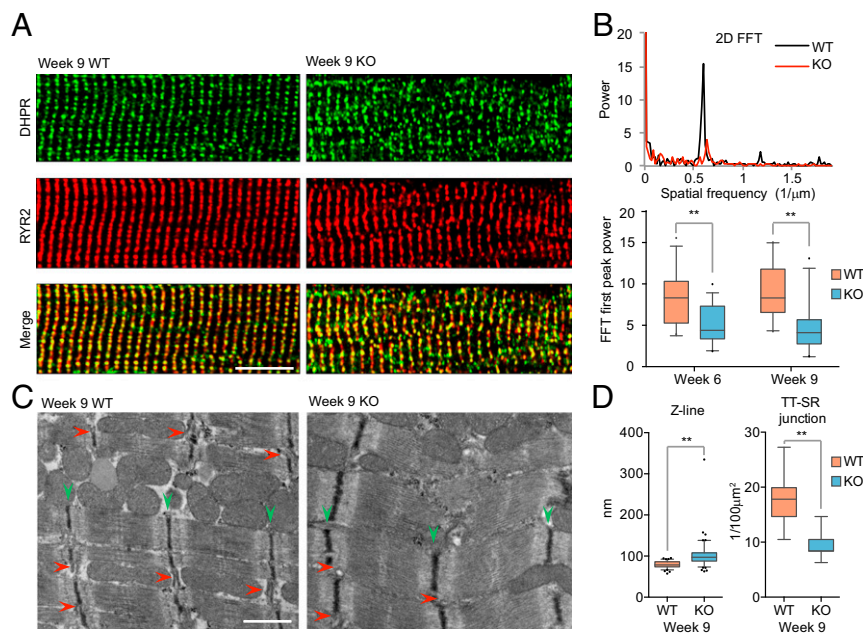 A
Week 9 WT
Week 9 KO
DHPR
RYR2
Merge
B
2D FFT
WT
KO
Power
20
15
10
5
0
0 0.5 1 1.5
Spatial frequency (1/μm)
FFT first peak power
20
15
10
5
0
** **
WT
KO
Week 6 Week 9
C
Week 9 WT
Week 9 KO
D
Z-line
nm
400
300
200
100
0
**
WT KO
Week 9
TT-SR
junction
1/100μm²
30
20
10
0
**
WT
KO
WT KO
Week 9